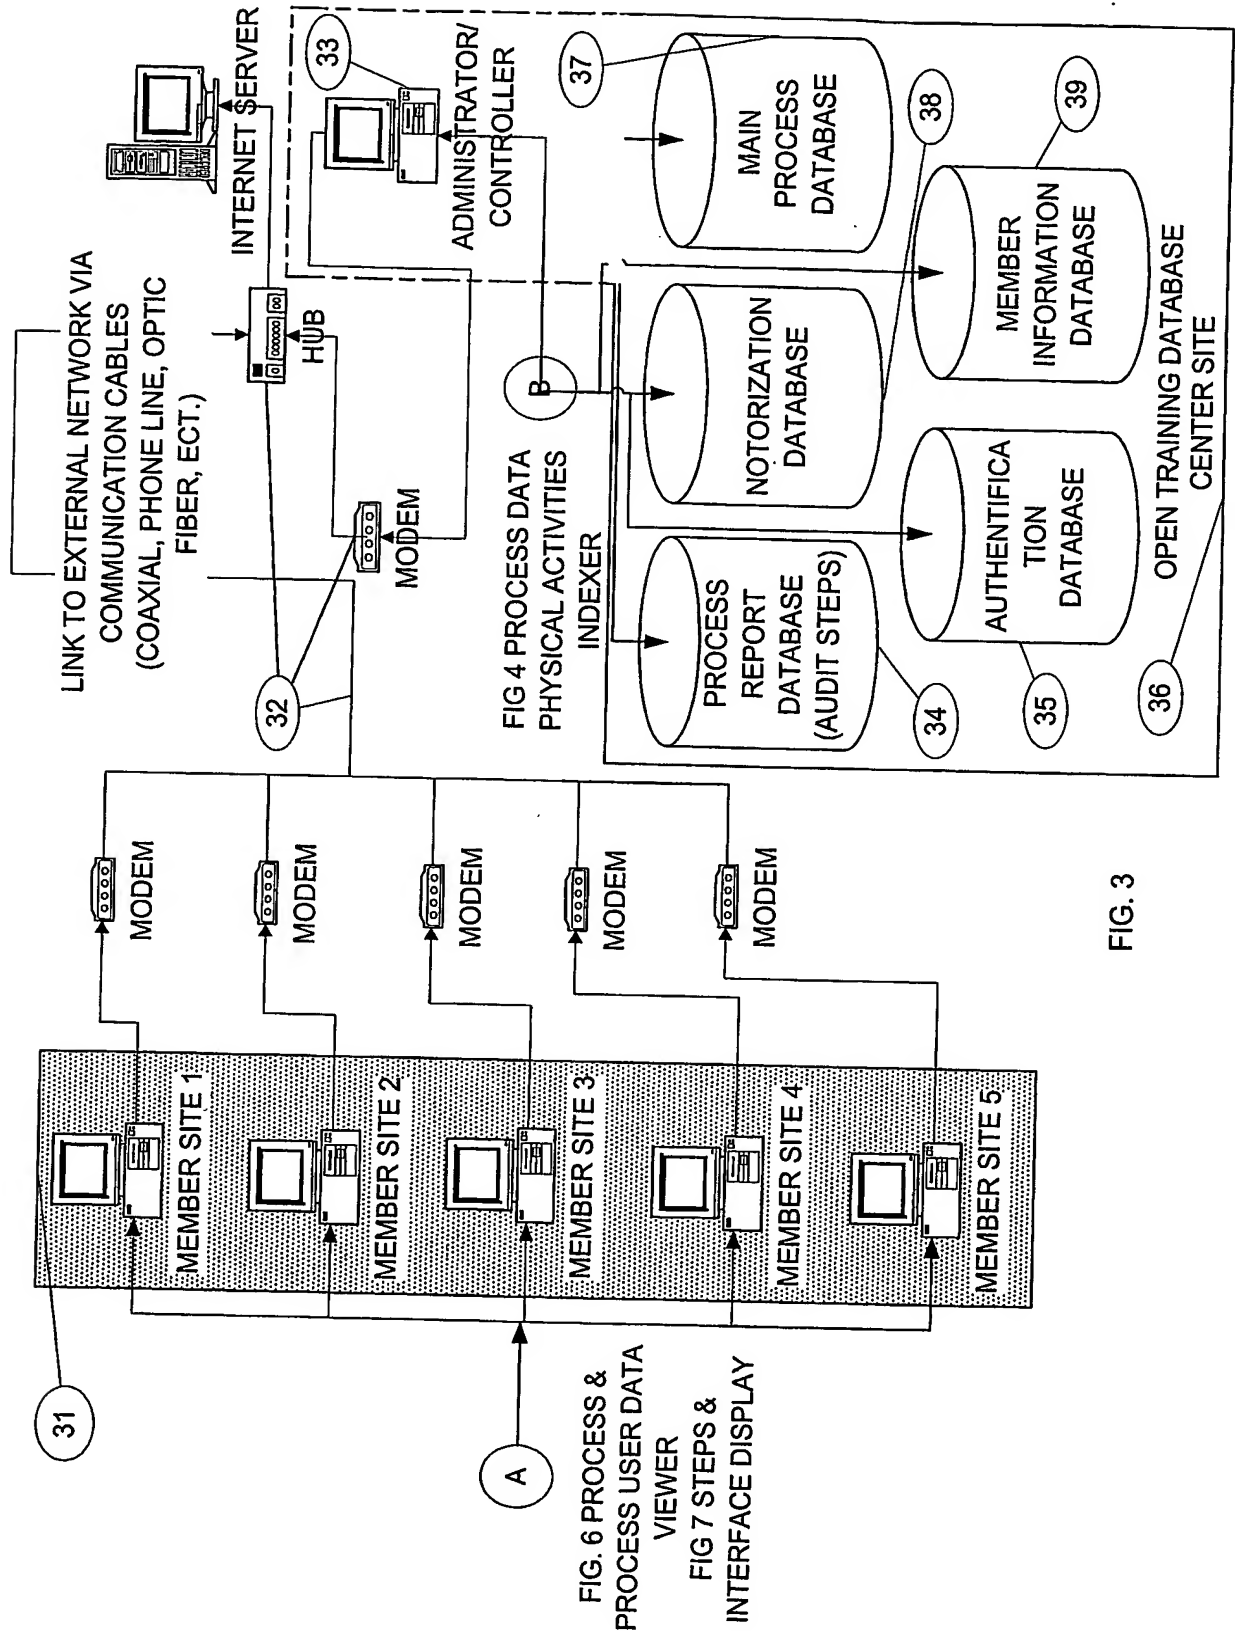 31
A
FIG. 6 PROCESS &
PROCESS USER DATA
VIEWER
FIG 7 STEPS &
INTERFACE DISPLAY
MEMBER SITE 1
MEMBER SITE 2
MEMBER SITE 3
MEMBER SITE 4
MEMBER SITE 5
MODEM
MODEM
MODEM
MODEM
MODEM
FIG. 3
LINK TO EXTERNAL NETWORK VIA
COMMUNICATION CABLES
(COAXIAL, PHONE LINE, OPTIC
FIBER, ECT.)
32
MODEM
HUB
INTERNET SERVER
33
ADMINISTRATOR/
CONTROLLER
B
FIG 4 PROCESS DATA
PHYSICAL ACTIVITIES
INDEXER
PROCESS
REPORT
DATABASE
(AUDIT STEPS)
34
NOTORIZATION
DATABASE
38
MAIN
PROCESS
DATABASE
37
AUTHENTIFICA
TION
DATABASE
35
MEMBER
INFORMATION
DATABASE
39
OPEN TRAINING DATABASE
CENTER SITE
36